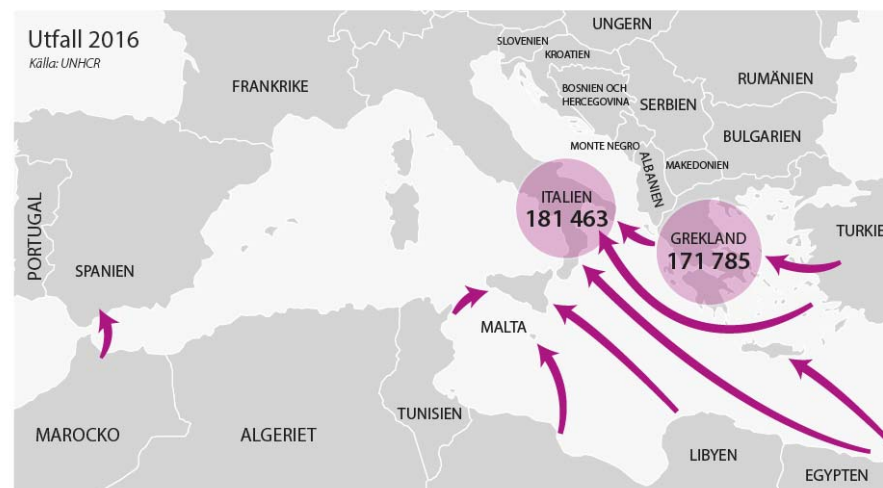 Utfall 2016
Källa: UNHCR
UNGERN
SLOVENIEN
KROATIEN
FRANKRIKE
BOSNIEN OCH
HERCEGOVINA
RUMÄNIEN
SERBIEN
BULGARIEN
MONTE NEGRO
ALBANIEN
MAKEDONIEN
PORTUGAL
ITALIEN
181 463
GREKLAND
171 785
TURKIE
SPANIEN
MALTA
TUNISIEN
MAROCKO
ALGERIET
LIBYEN
EGYPTEN